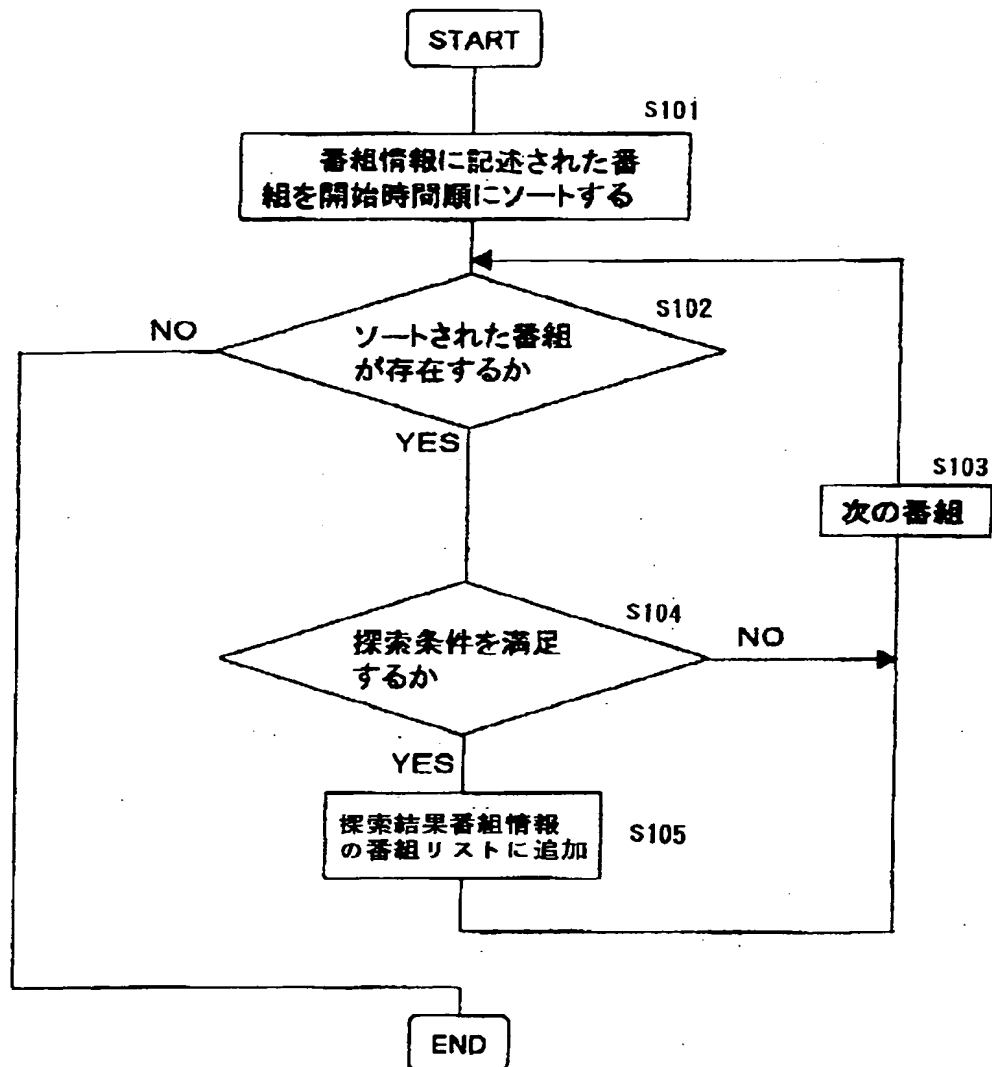 START
S101
番組情報に記述された番
組を開始時間順にソートする
S102
NO
ソートされた番組
が存在するか
YES
S103
次の番組
S104
探索条件を満足
するか
NO
YES
探索結果番組情報
の番組リストに追加
S105
END